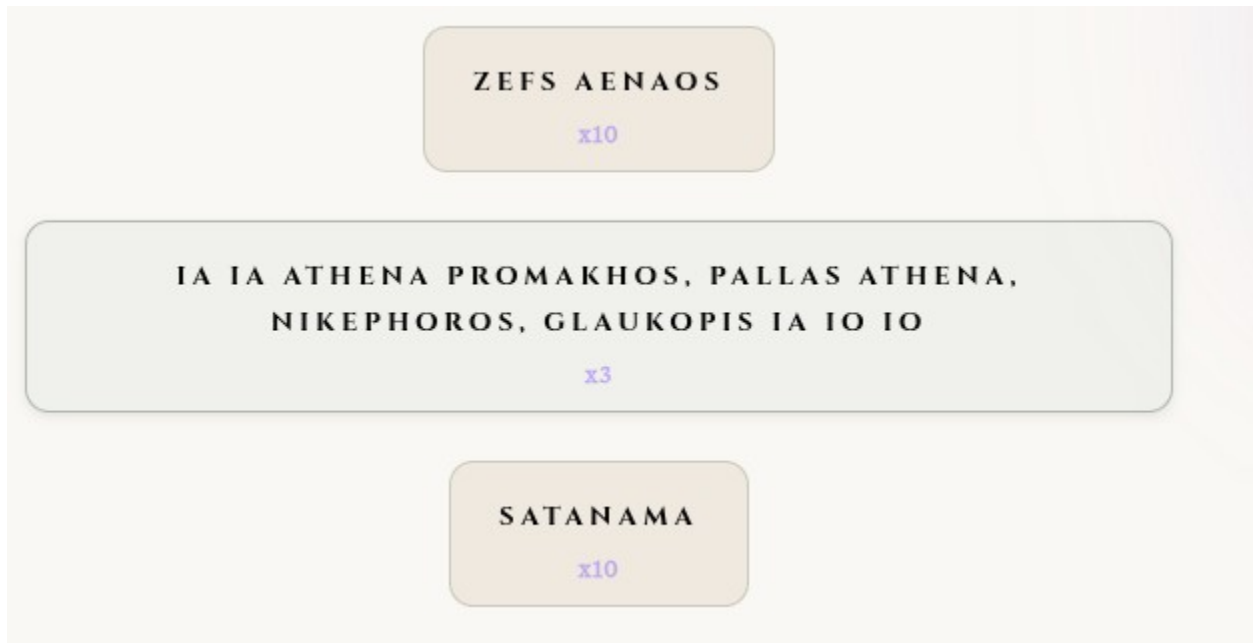 ZEFS AENAOS
x10
IA IA ATHENA PROMAKHOS, PALLAS ATHENA,
NIKEPHOROS, GLAUKOPIS IA IO IO
x3
SATANAMA
x10